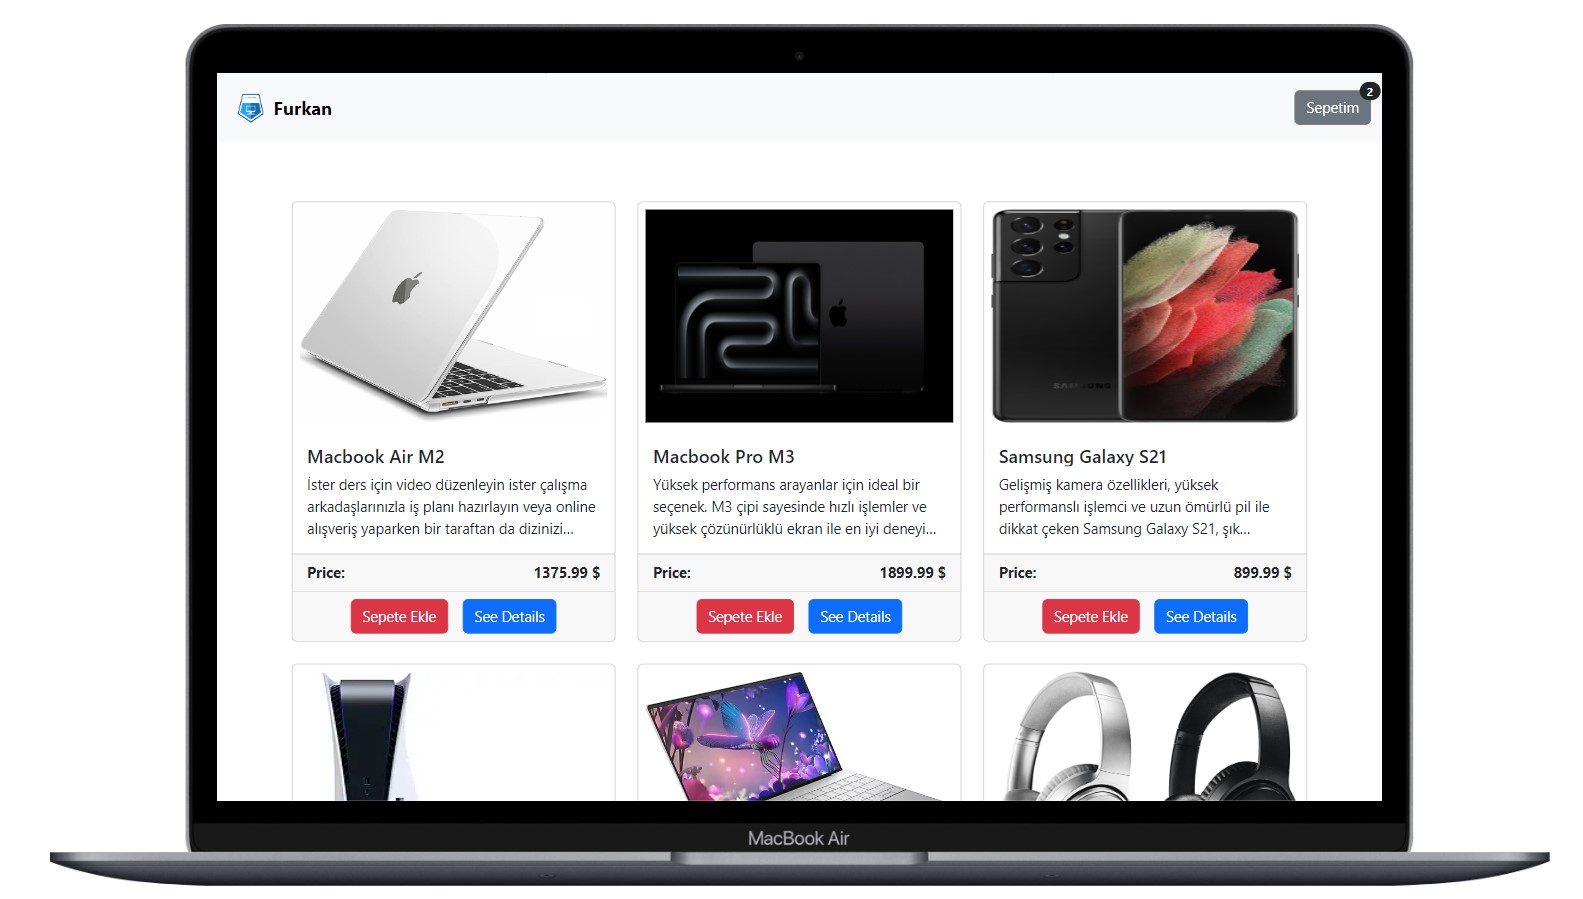 Furkan
2
Sepetim
SAMSUNG
Macbook Air M2
İster ders için video düzenleyin ister çalışma
arkadaşlarınızla iş planı hazırlayın veya online
alışveriş yaparken bir taraftan da dizinizi...
Price: 1375.99 $
Sepete Ekle See Details
Macbook Pro M3
Yüksek performans arayanlar için ideal bir
seçenek. M3 çipi sayesinde hızlı işlemler ve
yüksek çözünürlüklü ekran ile en iyi deneyi...
Price: 1899.99 $
Sepete Ekle See Details
Samsung Galaxy S21
Gelişmiş kamera özellikleri, yüksek
performanslı işlemci ve uzun ömürlü pil ile
dikkat çeken Samsung Galaxy S21, şık...
Price: 899.99 $
Sepete Ekle See Details
MacBook Air